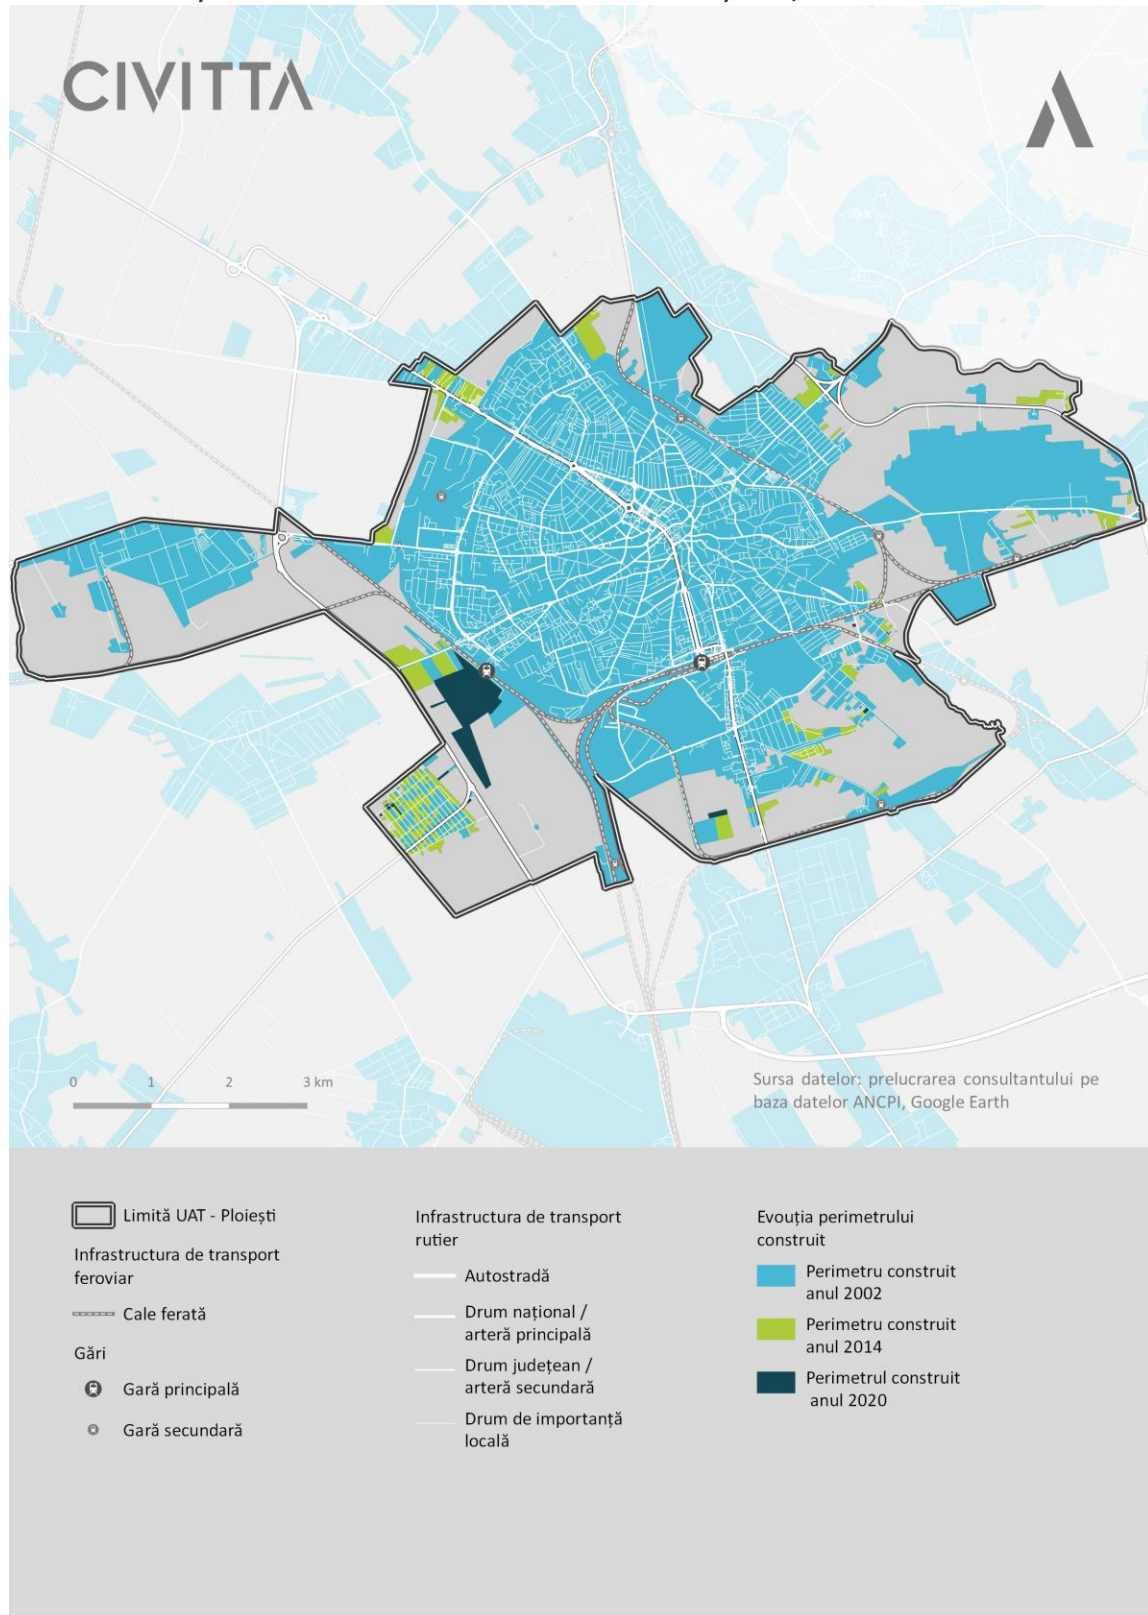 CIVITTA
0 1 2 3 km
Sursa datelor: prelucrarea consultantului pe
baza datelor ANCPI, Google Earth
Limită UAT - Ploiești
Infrastructura de transport
feroviar
Cale ferată
Gări
Gară principală
Gară secundară
Infrastructura de transport
rutier
Autostradă
Drum național /
arteră principală
Drum județean /
arteră secundară
Drum de importanță
locală
Evouția perimetrului
construit
Perimetru construit
anul 2002
Perimetru construit
anul 2014
Perimetrul construit
anul 2020